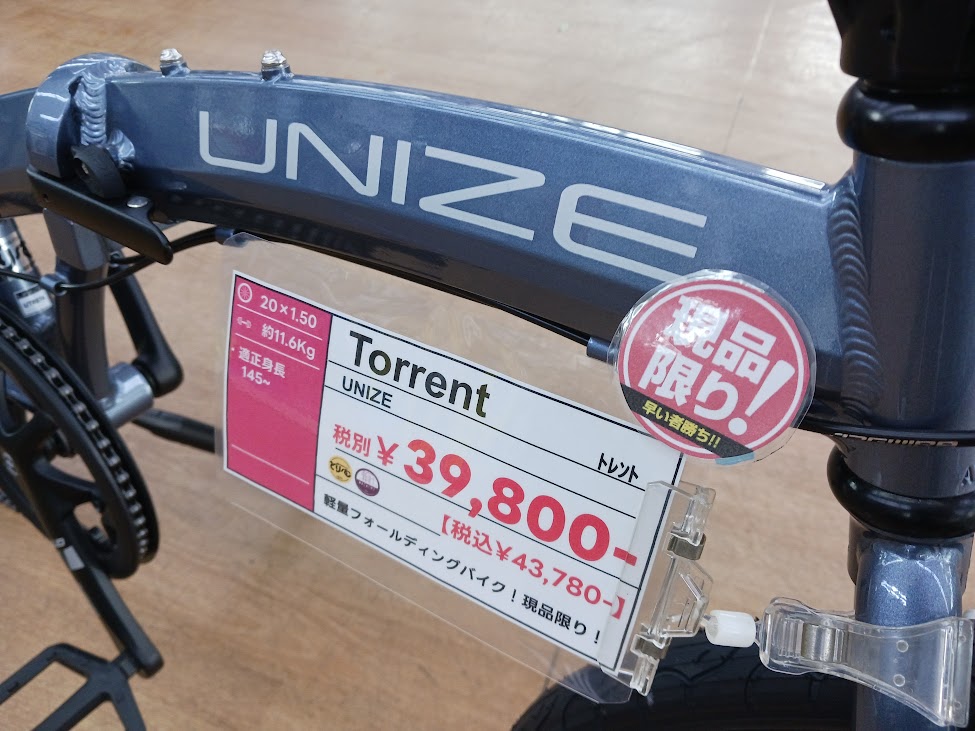 UNIZE
現品
限り!
早い者勝ち!!
20×1.50
約11.6Kg
適正身長
145~
Torrent
UNIZE
トレント
税別¥39,800-
【税込¥43,780-】
軽量フォールディングバイク!現品限り!